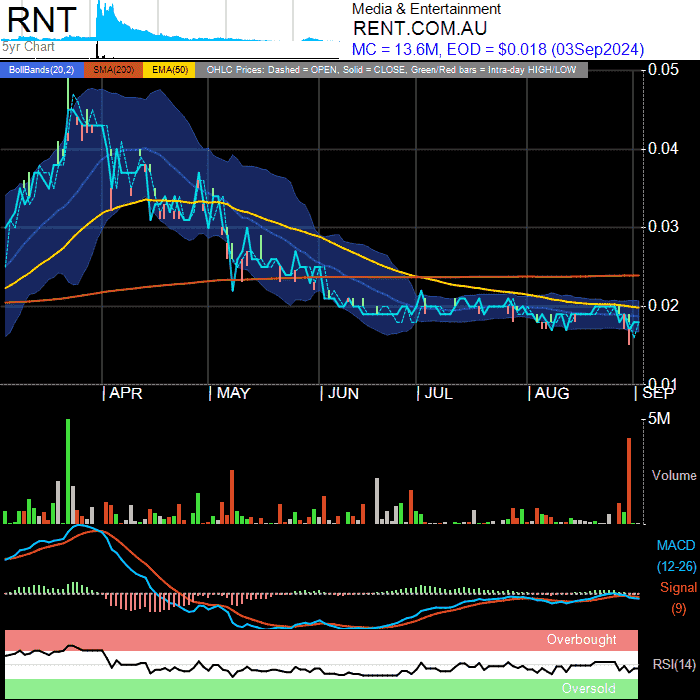 RNT
5yr Chart
Media & Entertainment
RENT.COM.AU
MC = 13.6M, EOD = $0.018 (03Sep2024)
BollBands(20,2) SMA(200) EMA(50) OHLC Prices: Dashed = OPEN, Solid = CLOSE, Green/Red bars = Intra-day HIGH/LOW
0.05
0.04
0.03
0.02
0.01
APR MAY JUN JUL AUG SEP
5M
Volume
MACD
(12-26)
Signal
(9)
Overbought
RSI(14)
Oversold